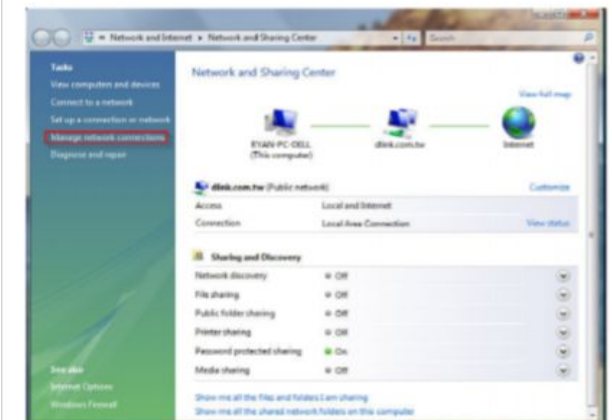 Network and Internet ▸ Network and Sharing Center
Search
Tasks
View computers and devices
Connect to a network
Set up a connection or network
Manage network connections
Diagnose and repair
See also
Internet Options
Windows Firewall
Network and Sharing Center
View full map
RYAN-PC-DELL
(This computer)
dlink.com.tw
Internet
dlink.com.tw (Public network)
Customize
Access Local and Internet
Connection Local Area Connection View status
Sharing and Discovery
Network discovery Off
File sharing Off
Public folder sharing Off
Printer sharing Off
Password protected sharing On
Media sharing Off
Show me all the files and folders I am sharing
Show me all the shared network folders on this computer